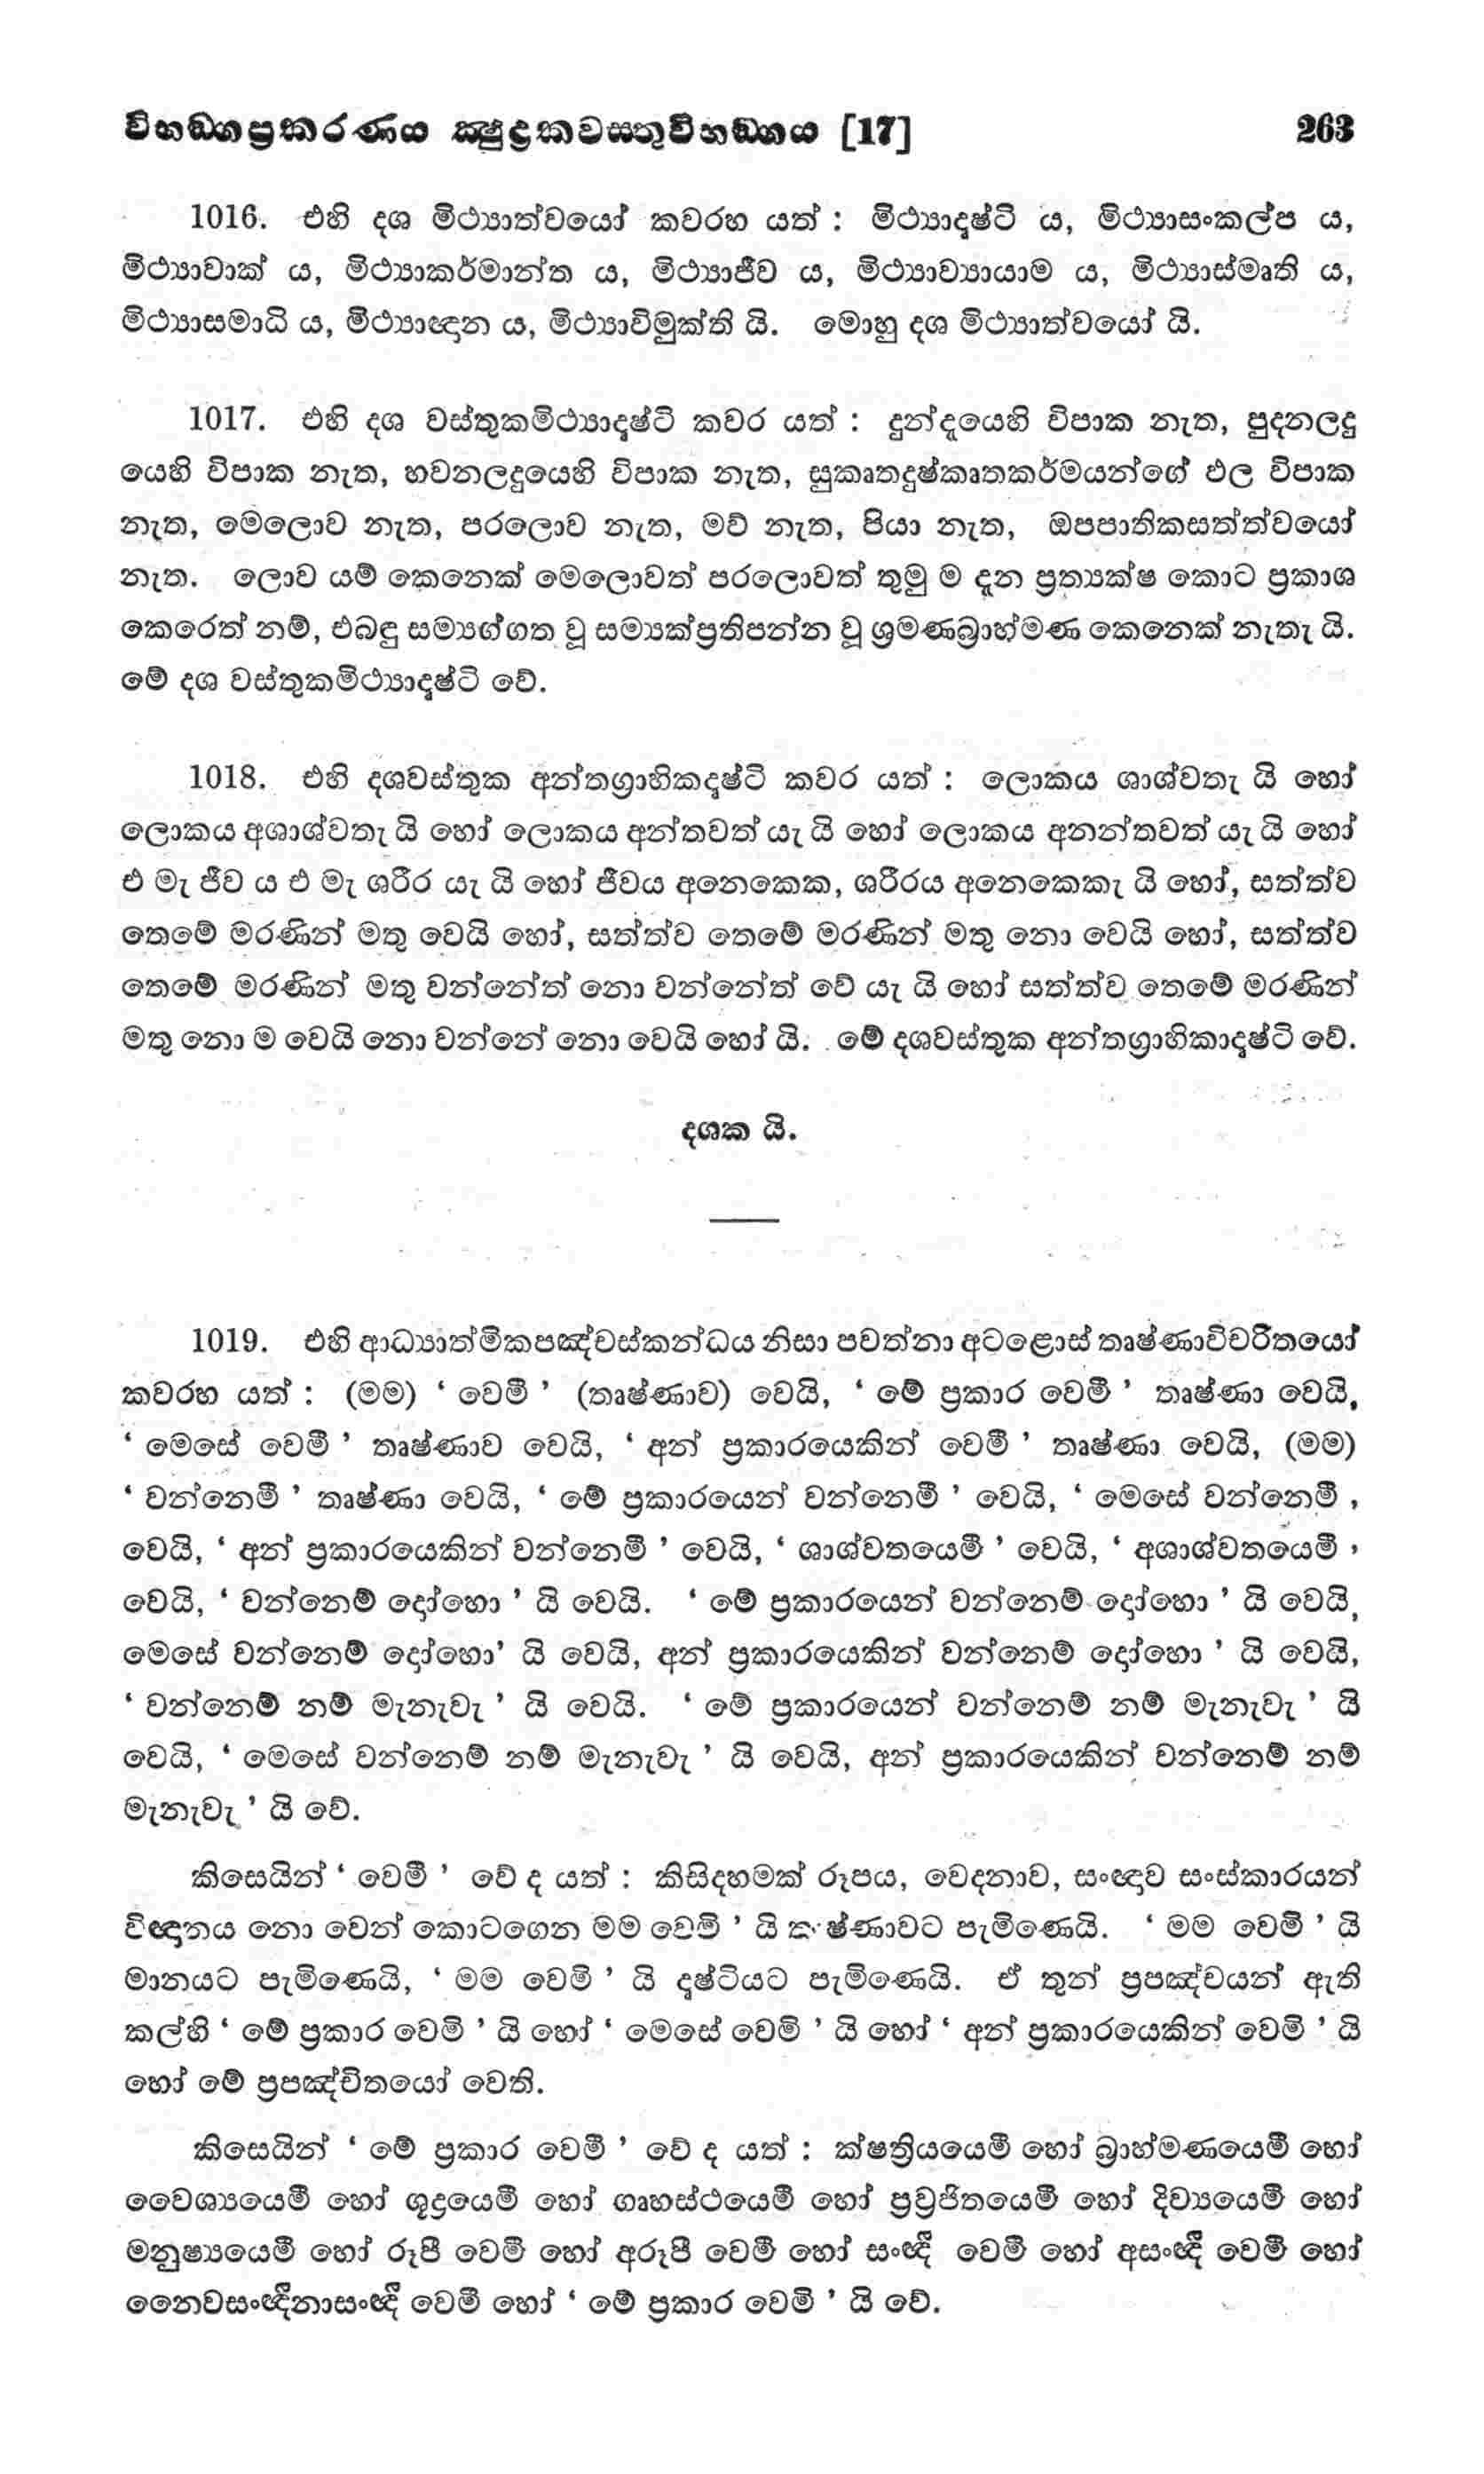 විභඞගප්‍රකරණය ක්‍ෂුද්‍රකවසතුවිභඞගය [17] 263
1016. එහි දශ මිථ්‍යාත්වයෝ කවරහ යත් : මිථ්‍යාදෘෂ්ටි ය, මිථ්‍යාසංකල්ප ය,
මිථ්‍යාවාක් ය, මිථ්‍යාකර්මාන්ත ය, මිථ්‍යාජීව ය, මිථ්‍යාව්‍යායාම ය, මිථ්‍යාස්මෘති ය,
මිථ්‍යාසමාධි ය, මිථ්‍යාඥාන ය, මිථ්‍යාවිමුක්ති යි. මොහු දශ මිථ්‍යාත්වයෝ යි.
1017. එහි දශ වස්තුකමිථ්‍යාදෘෂ්ටි කවර යත් : දුන්දැයෙහි විපාක නැත, පුදනලදු
යෙහි විපාක නැත, හවනලදුයෙහි විපාක නැත, සුකෘතදුෂ්කෘතකර්මයන්ගේ ඵල විපාක
නැත, මෙලොව නැත, පරලොව නැත, මව් නැත, පියා නැත, ඔපපාතිකසත්ත්වයෝ
නැත. ලොව යම් කෙනෙක් මෙලොවත් පරලොවත් තුමු ම දැන ප්‍රත්‍යක්ෂ කොට ප්‍රකාශ
කෙරෙත් නම්, එබඳු සම්‍යග්ගත වූ සම්‍යක්ප්‍රතිපන්න වූ ශ්‍රමණබ්‍රාහ්මණ කෙනෙක් නැතැ යි.
මේ දශ වස්තුකමිථ්‍යාදෘෂ්ටි වේ.
1018. එහි දශවස්තුක අන්තග්‍රාහිකදෘෂ්ටි කවර යත් : ලොකය ශාශ්වතැ යි හෝ
ලොකය අශාශ්වතැ යි හෝ ලොකය අන්තවත් යැ යි හෝ ලොකය අනන්තවත් යැ යි හෝ
එ මැ ජීව ය එ මැ ශරීර යැ යි හෝ ජීවය අනෙකෙක, ශරීරය අනෙකෙකැ යි හෝ, සත්ත්ව
තෙමේ මරණින් මතු වෙයි හෝ, සත්ත්ව තෙමේ මරණින් මතු නො වෙයි හෝ, සත්ත්ව
තෙමේ මරණින් මතු වන්නේත් නො වන්නේත් වේ යැ යි හෝ සත්ත්ව තෙමේ මරණින්
මතු නො ම වෙයි නො වන්නේ නො වෙයි හෝ යි. මේ දශවස්තුක අන්තග්‍රාහිකාදෘෂ්ටි වේ.
දශක යි.
1019. එහි ආධ්‍යාත්මිකපඤ්චස්කන්ධය නිසා පවත්නා අටළොස් තෘෂ්ණාවිචරිතයෝ
කවරහ යත් : (මම) ‘ වෙමී ’ (තෘෂ්ණාව) වෙයි, ‘ මේ ප්‍රකාර වෙමී ’ තෘෂ්ණා වෙයි,
‘ මෙසේ වෙමී ’ තෘෂ්ණාව වෙයි, ‘ අන් ප්‍රකාරයෙකින් වෙමී ’ තෘෂ්ණා වෙයි, (මම)
‘ වන්නෙමී ’ තෘෂ්ණා වෙයි, ‘ මේ ප්‍රකාරයෙන් වන්නෙමී ’ වෙයි, ‘ මෙසේ වන්නෙමී ,
වෙයි, ‘ අන් ප්‍රකාරයෙකින් වන්නෙමී ’ වෙයි, ‘ ශාශ්වතයෙමී ’ වෙයි, ‘ අශාශ්වතයෙමී ’
වෙයි, ‘ වන්නෙම් දෝහො ’ යි වෙයි. ‘ මේ ප්‍රකාරයෙන් වන්නෙම් දෝහො ’ යි වෙයි,
මෙසේ වන්නෙම් දෝහො’ යි වෙයි, අන් ප්‍රකාරයෙකින් වන්නෙම් දෝහො ’ යි වෙයි,
‘ වන්නෙම් නම් මැනැවැ ’ යි වෙයි. ‘ මේ ප්‍රකාරයෙන් වන්නෙම් නම් මැනැවැ ’ යි
වෙයි, ‘ මෙසේ වන්නෙම් නම් මැනැවැ ’ යි වෙයි, අන් ප්‍රකාරයෙකින් වන්නෙම් නම්
මැනැවැ ’ යි වේ.
කිසෙයින් ‘ වෙමී ’ වේ ද යත් : කිසිදහමක් රූපය, වෙදනාව, සංඥාව සංස්කාරයන්
විඥානය නො වෙන් කොටගෙන මම වෙමි ’ යි පැමිණෙයි. ‘ මම වෙමි ’ යි
මානයට පැමිණෙයි, ‘ මම වෙමි ’ යි දෘෂ්ටියට පැමිණෙයි. ඒ තුන් ප්‍රපඤ්චයන් ඇති
කල්හි ‘ මේ ප්‍රකාර වෙමි ’ යි හෝ ‘ මෙසේ වෙමි ’ යි හෝ ‘ අන් ප්‍රකාරයෙකින් වෙමි ’ යි
හෝ මේ ප්‍රපඤ්චිතයෝ වෙති.
කිසෙයින් ‘ මේ ප්‍රකාර වෙමී ’ වේ ද යත් : ක්ෂත්‍රියයෙමී හෝ බ්‍රාහ්මණයෙමී හෝ
වෛශ්‍යයෙමී හෝ ශූද්‍රයෙමී හෝ ගෘහස්ථයෙමී හෝ ප්‍රව්‍රජිතයෙමී හෝ දිව්‍යයෙමී හෝ
මනුෂ්‍යයෙමී හෝ රූපී වෙමී හෝ අරූපී වෙමී හෝ සංඥී වෙමී හෝ අසංඥී වෙමී හෝ
නෛවසංඥීනාසංඥී වෙමී හෝ ‘ මේ ප්‍රකාර වෙමි ’ යි වේ.